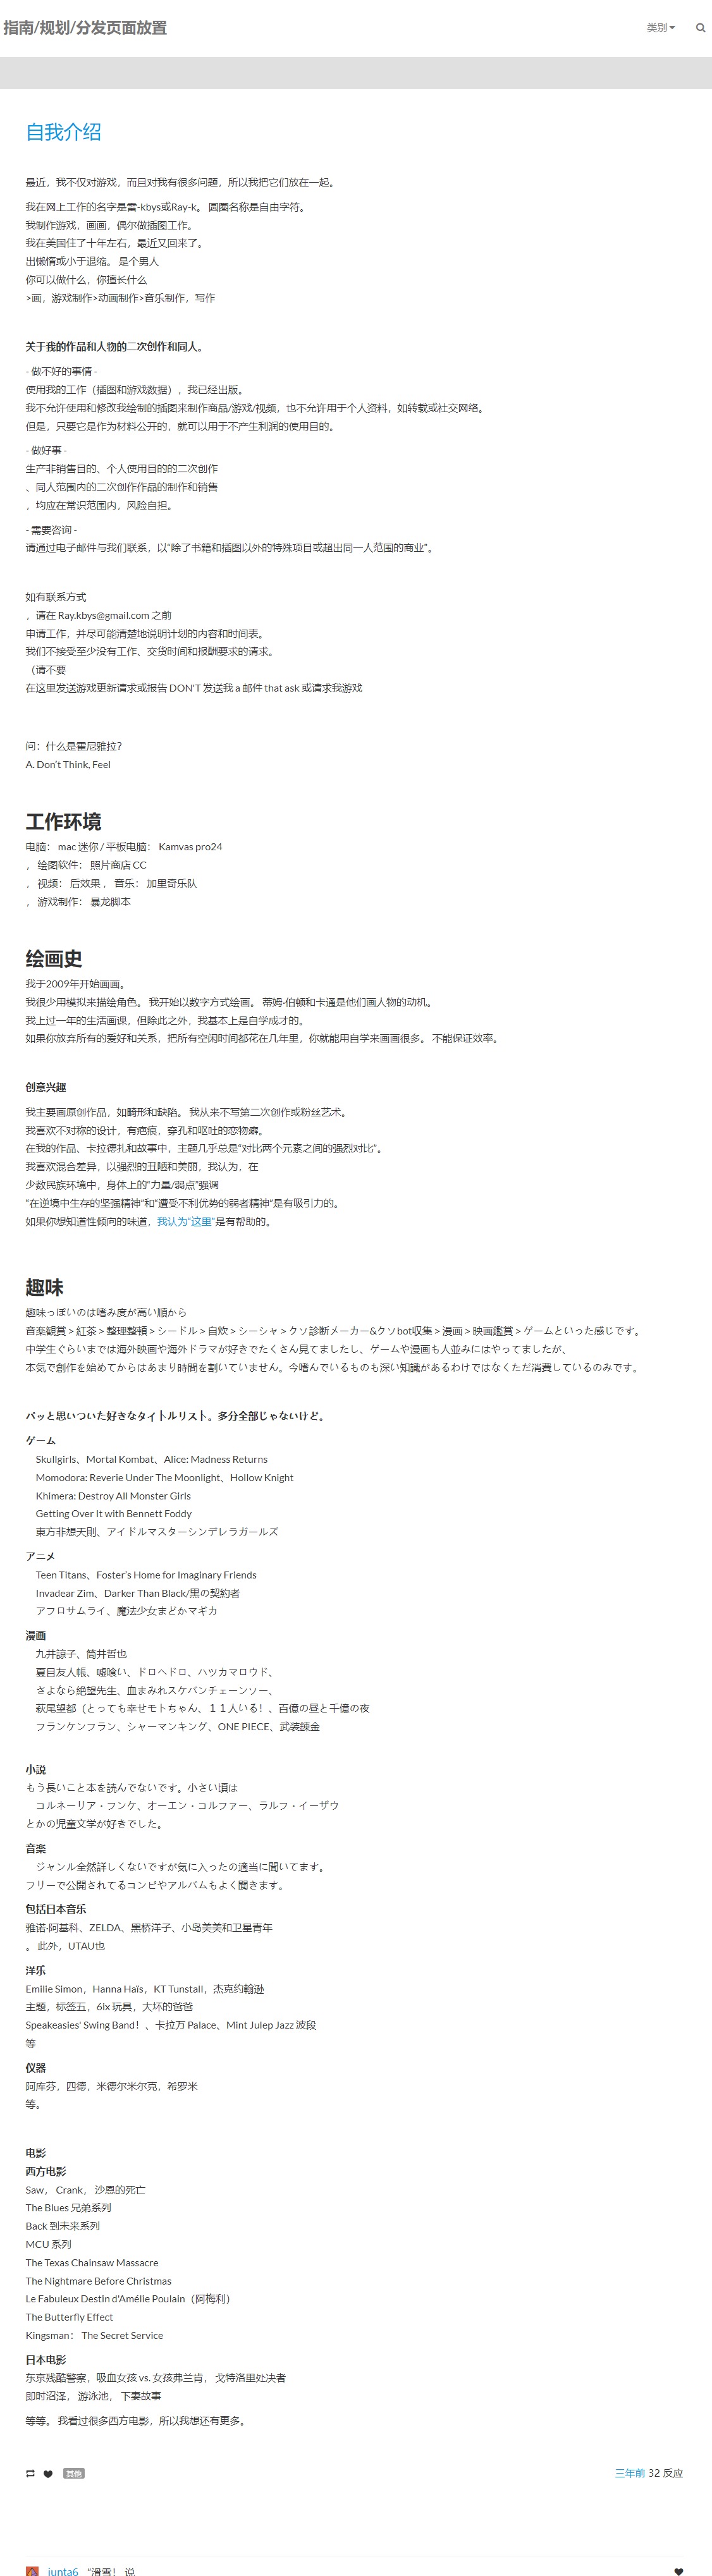 指南/规划/分发页面放置
类别
自我介绍
最近，我不仅对游戏，而且对我有很多问题，所以我把它们放在一起。
我在网上工作的名字是雷-kbys或Ray-k。 圆圈名称是自由字符。
我制作游戏，画画，偶尔做插图工作。
我在美国住了十年左右，最近又回来了。
出懒惰或小于退缩。 是个男人
你可以做什么，你擅长什么
>画，游戏制作>动画制作>音乐制作，写作
关于我的作品和人物的二次创作和同人。
- 做不好的事情 -
使用我的工作（插图和游戏数据），我已经出版。
我不允许使用和修改我绘制的插图来制作商品/游戏/视频，也不允许用于个人资料，如转载或社交网络。
但是，只要它是作为材料公开的，就可以用于不产生利润的使用目的。
- 做好事 -
生产非销售目的、个人使用目的的二次创作
、同人范围内的二次创作作品的制作和销售
，均应在常识范围内，风险自担。
- 需要咨询 -
请通过电子邮件与我们联系，以“除了书籍和插图以外的特殊项目或超出同一人范围的商业”。
如有联系方式
，请在 Ray.kbys@gmail.com 之前
申请工作，并尽可能清楚地说明计划的内容和时间表。
我们不接受至少没有工作、交货时间和报酬要求的请求。
（请不要
在这里发送游戏更新请求或报告 DON'T 发送我 a 邮件 that ask 或请求我游戏
问：什么是霍尼雅拉？
A. Don’t Think, Feel
工作环境
电脑： mac 迷你 / 平板电脑： Kamvas pro24
， 绘图软件： 照片商店 CC
， 视频： 后效果 ， 音乐： 加里奇乐队
， 游戏制作： 暴龙脚本
绘画史
我于2009年开始画画。
我很少用模拟来描绘角色。 我开始以数字方式绘画。 蒂姆·伯顿和卡通是他们画人物的动机。
我上过一年的生活画课，但除此之外，我基本上是自学成才的。
如果你放弃所有的爱好和关系，把所有空闲时间都花在几年里，你就能用自学来画画很多。 不能保证效率。
创意兴趣
我主要画原创作品，如畸形和缺陷。 我从来不写第二次创作或粉丝艺术。
我喜欢不对称的设计，有疤痕，穿孔和呕吐的恋物癖。
在我的作品、卡拉德扎和故事中，主题几乎总是“对比两个元素之间的强烈对比”。
我喜欢混合差异，以强烈的丑陋和美丽，我认为，在
少数民族环境中，身体上的“力量/弱点”强调
“在逆境中生存的坚强精神”和“遭受不利优势的弱者精神”是有吸引力的。
如果你想知道性倾向的味道，我认为“这里”是有帮助的。
趣味
趣味っぽいのは嗜み度が高い順から
音楽観賞 > 紅茶 > 整理整頓 > シードル > 自炊 > シーシャ > クソ診断メーカー&クソbot収集 > 漫画 > 映画鑑賞 > ゲームといった感じです。
中学生ぐらいまでは海外映画や海外ドラマが好きでたくさん見てましたし、ゲームや漫画も人並みにはやってましたが、
本気で創作を始めてからはあまり時間を割いていません。今嗜んでいるものも深い知識があるわけではなくただ消費しているのみです。
パッと思いついた好きなタイトルリスト。多分全部じゃないけど。
ゲーム
Skullgirls、Mortal Kombat、Alice: Madness Returns
Momodora: Reverie Under The Moonlight、Hollow Knight
Khimera: Destroy All Monster Girls
Getting Over It with Bennett Foddy
東方非想天則、アイドルマスターシンデレラガールズ
アニメ
Teen Titans、Foster’s Home for Imaginary Friends
Invadear Zim、Darker Than Black/黒の契約者
アフロサムライ、魔法少女まどかマギカ
漫画
九井諒子、筒井哲也
夏目友人帳、嘘喰い、ドロヘドロ、ハツカマロウド、
さよなら絶望先生、血まみれスケバンチェーンソー、
萩尾望都（とっても幸せモトちゃん、１１人いる！、百億の昼と千億の夜
フランケンフラン、シャーマンキング、ONE PIECE、武装錬金
小説
もう長いこと本を読んでないです。小さい頃は
コルネーリア・フンケ、オーエン・コルファー、ラルフ・イーザウ
とかの児童文学が好きでした。
音楽
ジャンル全然詳しくないですが気に入ったの適当に聞いてます。
フリーで公開されてるコンピやアルバムもよく聞きます。
包括日本音乐
雅诺·阿基科、ZELDA、黑桥洋子、小岛美美和卫星青年
。 此外，UTAU也
洋乐
Emilie Simon，Hanna Haïs，KT Tunstall，杰克约翰逊
主题，标签五，6ix 玩具，大坏的爸爸
Speakeasies' Swing Band！、卡拉万 Palace、Mint Julep Jazz 波段
等
仪器
阿库芬，四德，米德尔米尔克，希罗米
等。
电影
西方电影
Saw， Crank， 沙恩的死亡
The Blues 兄弟系列
Back 到未来系列
MCU 系列
The Texas Chainsaw Massacre
The Nightmare Before Christmas
Le Fabuleux Destin d'Amélie Poulain（阿梅利）
The Butterfly Effect
Kingsman： The Secret Service
日本电影
东京残酷警察，吸血女孩 vs. 女孩弗兰肯， 戈特洛里处决者
即时沼泽， 游泳池， 下妻故事
等等。 我看过很多西方电影，所以我想还有更多。
其他
三年前 32 反应
junta6 “滑雪！ 说